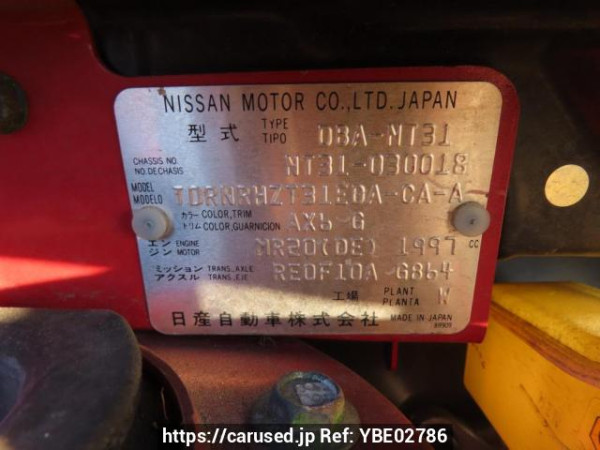 NISSAN MOTOR CO.,LTD.JAPAN
型式 TYPE TIPO DBA-NT31
CHASSIS NO. NO.DE CHASIS NT31-030018
MODEL MODELO TDRNRHZT31EDA-CA-A
カラー COLOR,TRIM トリム COLOR,GUARNICION AX5 G
エンジン ENGINE MOTOR MR20(DE) 1997 CC
ミッション TRANS.,AXLE アクスル TRANS.,EJE RE0F10A GB54
工場 PLANT PLANTA W
日産自動車株式会社 MADE IN JAPAN
https://carused.jp Ref: YBE02786